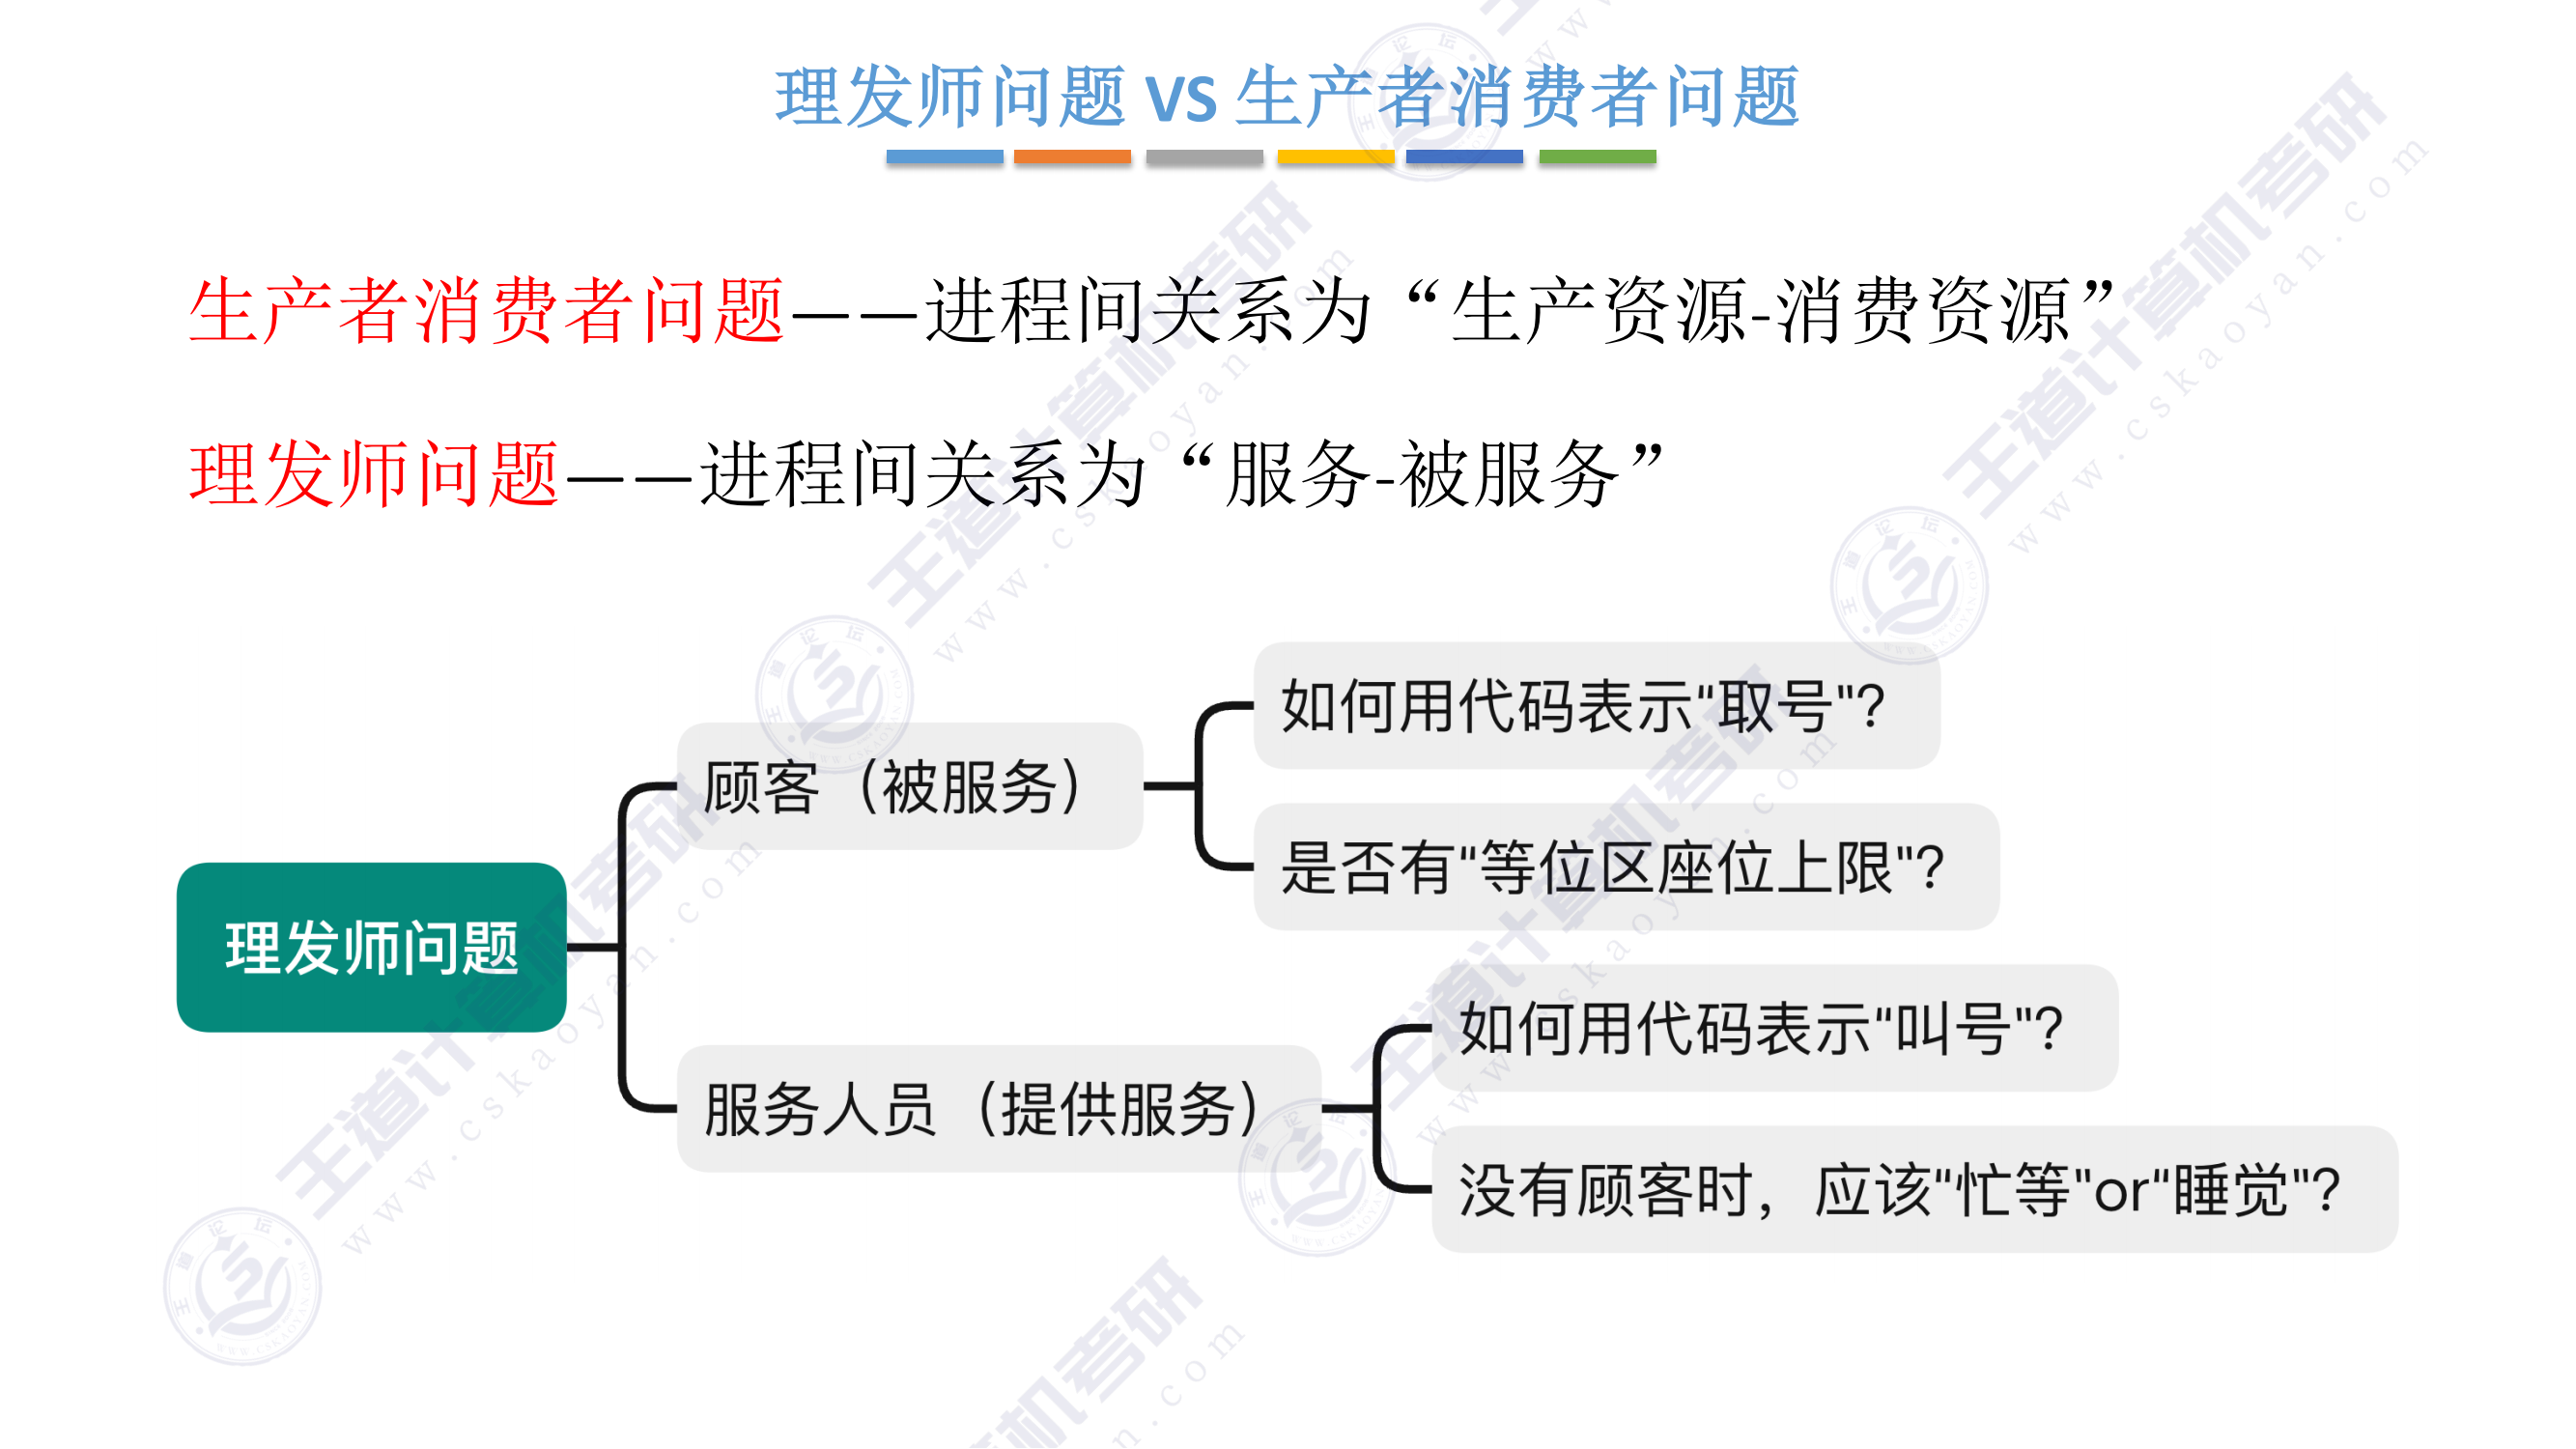 理发师问题 VS 生产者消费者问题
生产者消费者问题——进程间关系为“生产资源-消费资源”
理发师问题——进程间关系为“服务-被服务”
如何用代码表示"取号"?
顾客（被服务）
是否有"等位区座位上限"?
理发师问题
如何用代码表示"叫号"?
服务人员（提供服务）
没有顾客时，应该"忙等"or"睡觉"?
王道计算机考研
www.cskaoyan.com